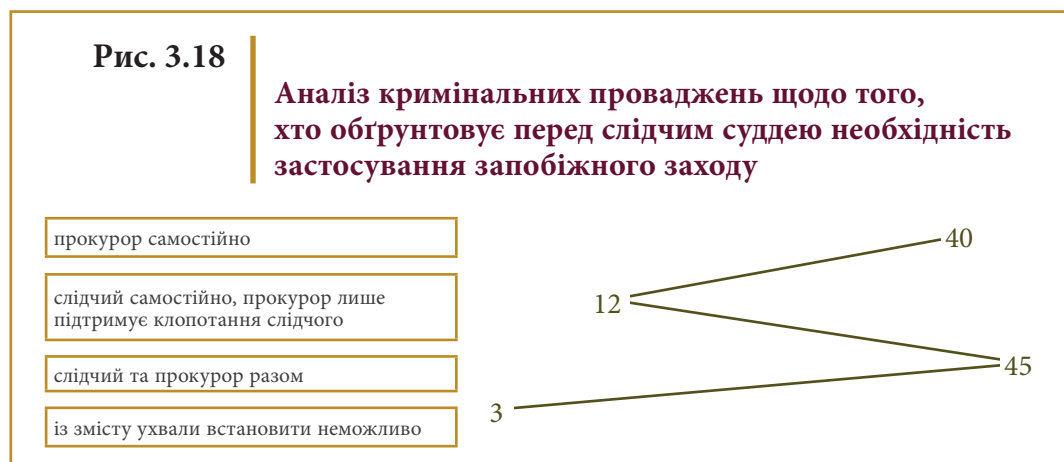 Рис. 3.18
Аналіз кримінальних проваджень щодо того,
хто обґрунтовує перед слідчим суддею необхідність
застосування запобіжного заходу
прокурор самостійно
40
слідчий самостійно, прокурор лише
підтримує клопотання слідчого
12
слідчий та прокурор разом
45
із змісту ухвали встановити неможливо
3